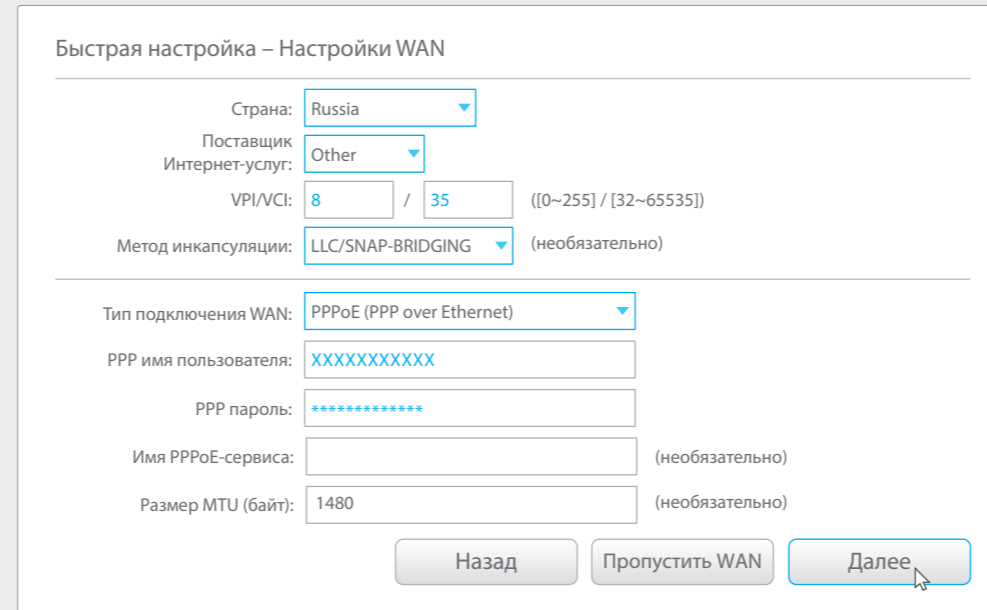 Быстрая настройка – Настройки WAN
Страна: Russia
Поставщик
Интернет-услуг: Other
VPI/VCI: 8 / 35 ([0~255] / [32~65535])
Метод инкапсуляции: LLC/SNAP-BRIDGING (необязательно)
Тип подключения WAN: PPPoE (PPP over Ethernet)
PPP имя пользователя: XXXXXXXXXXX
PPP пароль: *************
Имя PPPoE-сервиса: (необязательно)
Размер MTU (байт): 1480 (необязательно)
Назад Пропустить WAN Далее